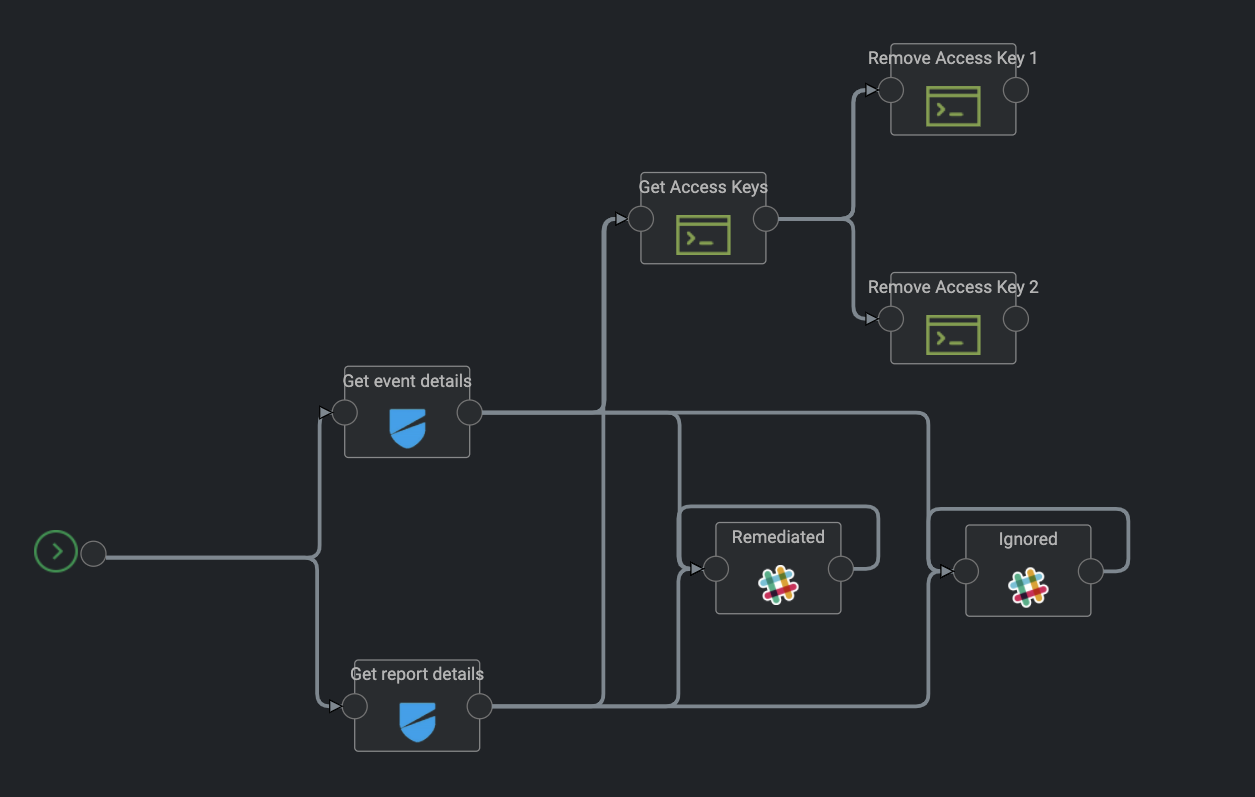 Remove Access Key 1
Get Access Keys
Remove Access Key 2
Get event details
Remediated
Ignored
Get report details